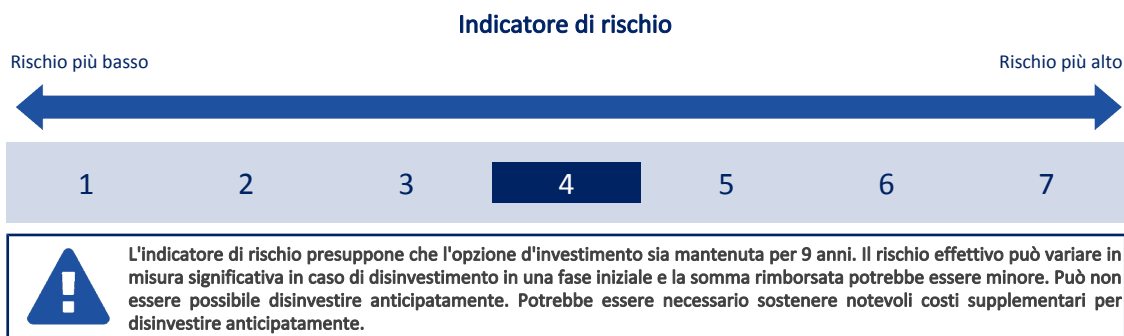 Indicatore di rischio
Rischio più basso
Rischio più alto
1 2 3 4 5 6 7
L'indicatore di rischio presuppone che l'opzione d'investimento sia mantenuta per 9 anni. Il rischio effettivo può variare in
misura significativa in caso di disinvestimento in una fase iniziale e la somma rimborsata potrebbe essere minore. Può non
essere possibile disinvestire anticipatamente. Potrebbe essere necessario sostenere notevoli costi supplementari per
disinvestire anticipatamente.